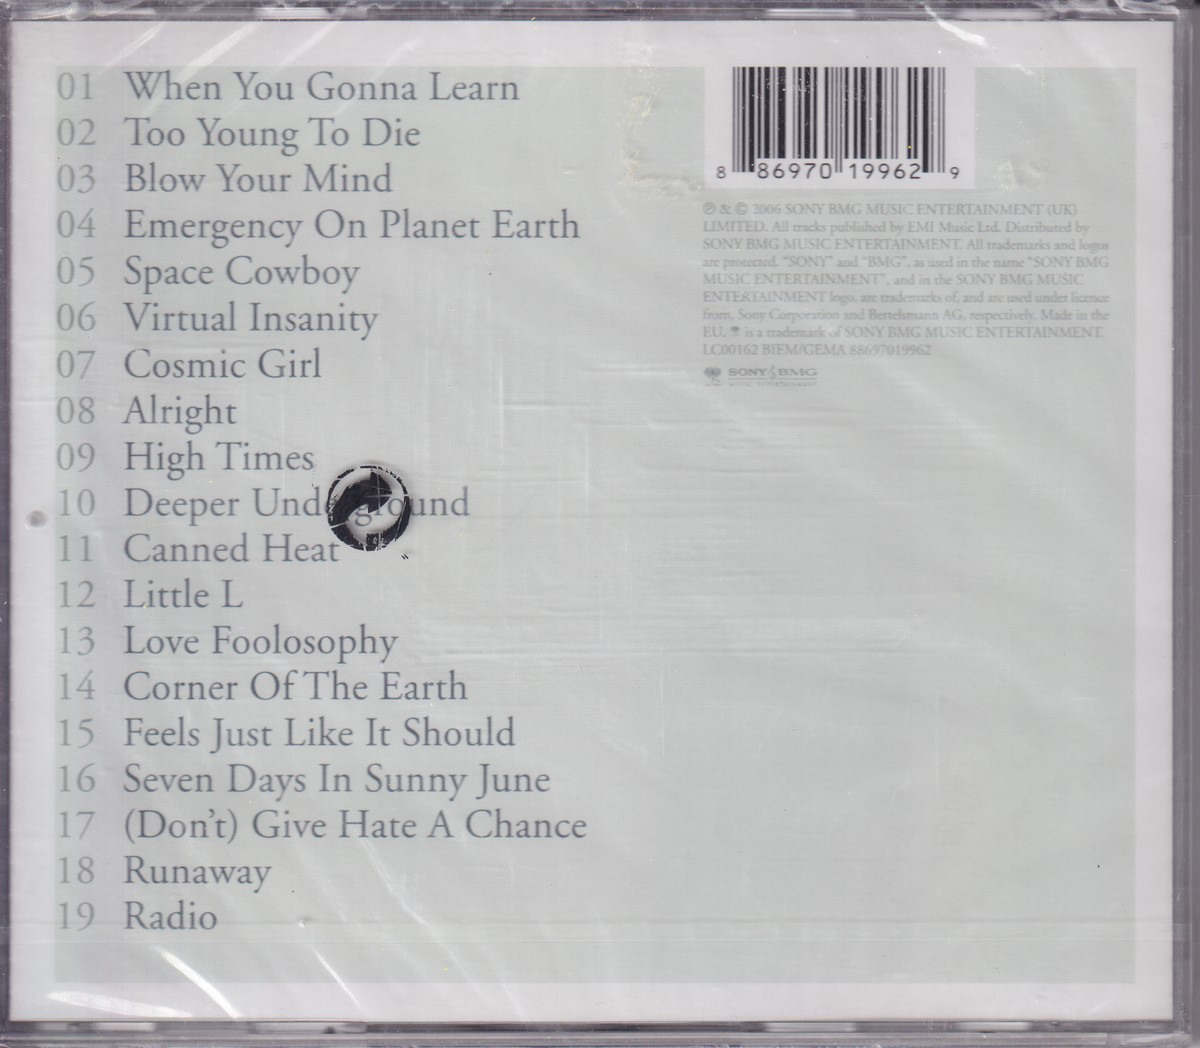 01 When You Gonna Learn
02 Too Young To Die
03 Blow Your Mind
04 Emergency On Planet Earth
05 Space Cowboy
06 Virtual Insanity
07 Cosmic Girl
08 Alright
09 High Times
10 Deeper Underground
11 Canned Heat
12 Little L
13 Love Foolosophy
14 Corner Of The Earth
15 Feels Just Like It Should
16 Seven Days In Sunny June
17 (Don't) Give Hate A Chance
18 Runaway
19 Radio
8 86970 19962 9
℗ & © 2006 SONY BMG MUSIC ENTERTAINMENT (UK)
LIMITED. All tracks published by EMI Music Ltd. Distributed by
SONY BMG MUSIC ENTERTAINMENT. All trademarks and logos
are protected. "SONY" and "BMG", as used in the name "SONY BMG
MUSIC ENTERTAINMENT", and in the SONY BMG MUSIC
ENTERTAINMENT logo, are trademarks of, and are used under licence
from, Sony Corporation and Bertelsmann AG, respectively. Made in the
EU. is a trademark of SONY BMG MUSIC ENTERTAINMENT.
LC00162 BIEM/GEMA 88697019962
SONY BMG
MUSIC ENTERTAINMENT